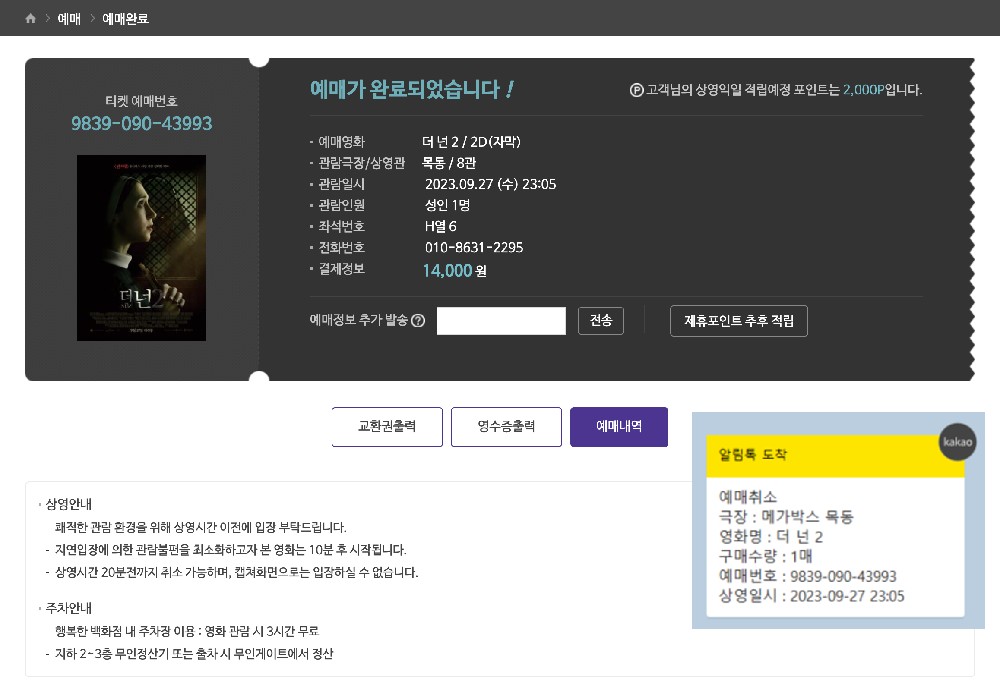 예매 예매완료
티켓 예매번호
9839-090-43993
더 넌 2
9월 27일 대개봉
예매가 완료되었습니다 !
P 고객님의 상영익일 적립예정 포인트는 2,000P입니다.
예매영화 더 넌 2 / 2D(자막)
관람극장/상영관 목동 / 8관
관람일시 2023.09.27 (수) 23:05
관람인원 성인 1명
좌석번호 H열 6
전화번호 010-8631-2295
결제정보 14,000 원
예매정보 추가 발송 ? 전송 제휴포인트 추후 적립
교환권출력 영수증출력 예매내역
상영안내
- 쾌적한 관람 환경을 위해 상영시간 이전에 입장 부탁드립니다.
- 지연입장에 의한 관람불편을 최소화하고자 본 영화는 10분 후 시작됩니다.
- 상영시간 20분전까지 취소 가능하며, 캡쳐화면으로는 입장하실 수 없습니다.
주차안내
- 행복한 백화점 내 주차장 이용 : 영화 관람 시 3시간 무료
- 지하 2~3층 무인정산기 또는 출차 시 무인게이트에서 정산
kakao
알림톡 도착
예매취소
극장 : 메가박스 목동
영화명 : 더 넌 2
구매수량 : 1매
예매번호 : 9839-090-43993
상영일시 : 2023-09-27 23:05